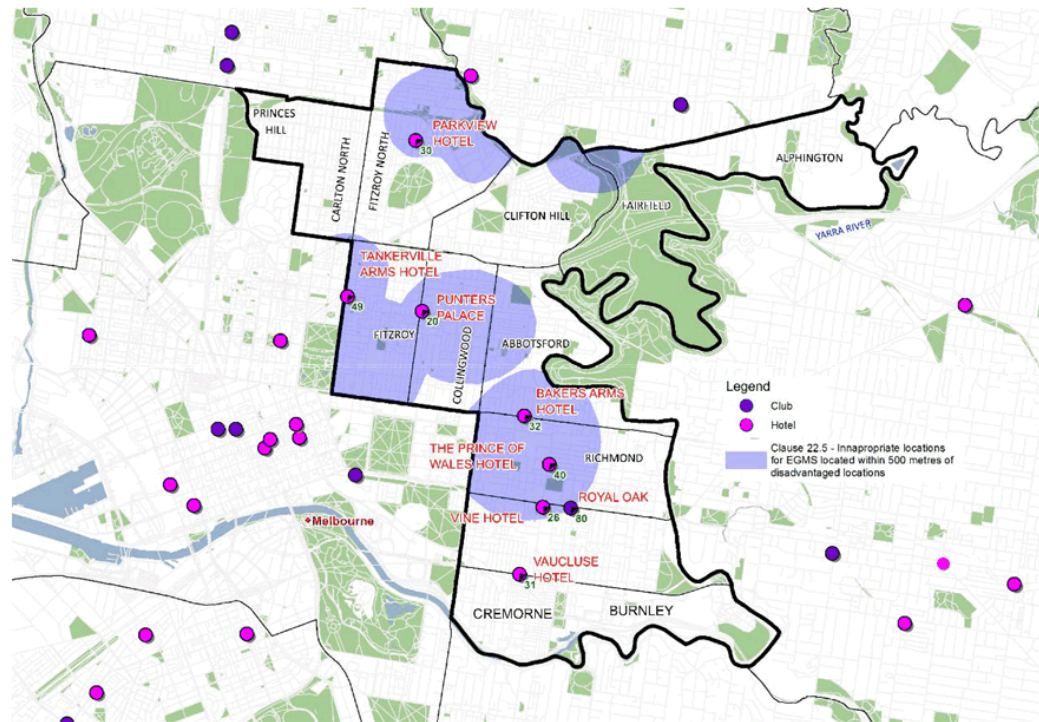 PRINCES
HILL
PARKVIEW
HOTEL
30
CARLTON NORTH
FITZROY NORTH
ALPHINGTON
CLIFTON HILL
FAIRFIELD
YARRA RIVER
TANKERVILLE
ARMS HOTEL
49
PUNTERS
PALACE
20
FITZROY
COLLINGWOOD
ABBOTSFORD
BAKERS ARMS
HOTEL
32
THE PRINCE OF
WALES HOTEL
40
RICHMOND
ROYAL OAK
80
VINE HOTEL
26
Melbourne
VAUCLUSE
HOTEL
31
CREMORNE
BURNLEY
Legend
Club
Hotel
Clause 22.5 - Innapropriate locations
for EGMS located within 500 metres of
disadvantaged locations